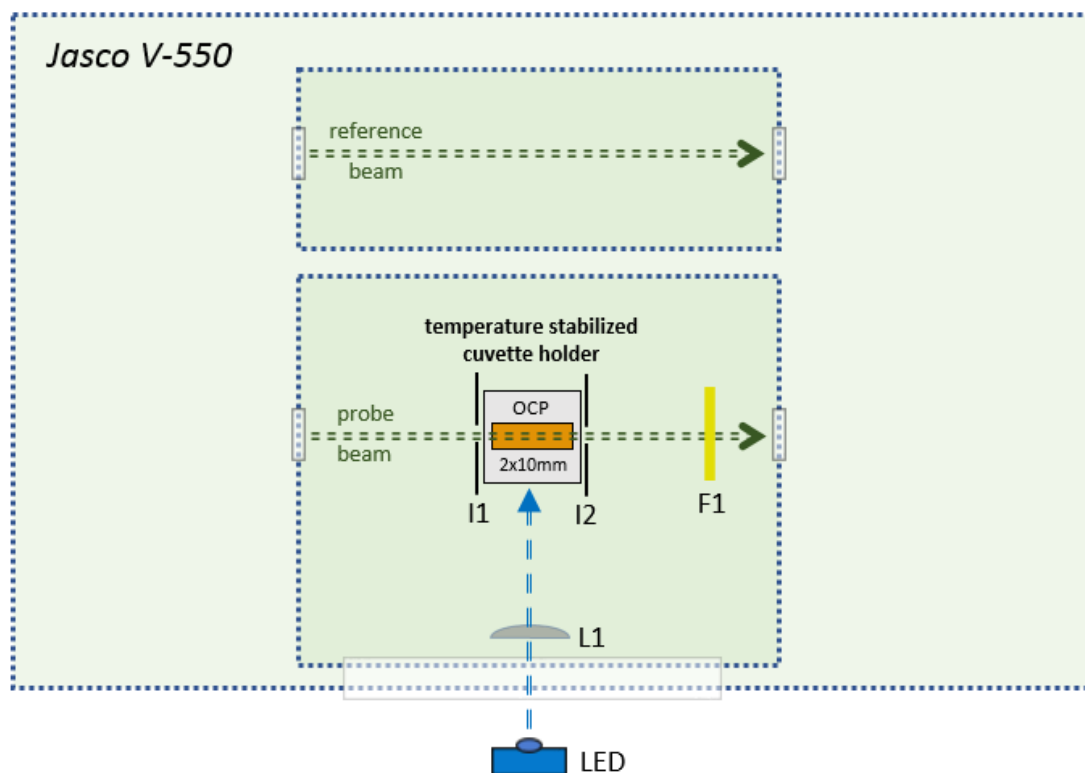 Jasco V-550
reference
beam
temperature stabilized
cuvette holder
OCP
probe
beam
2x10mm
I1
I2
F1
L1
LED